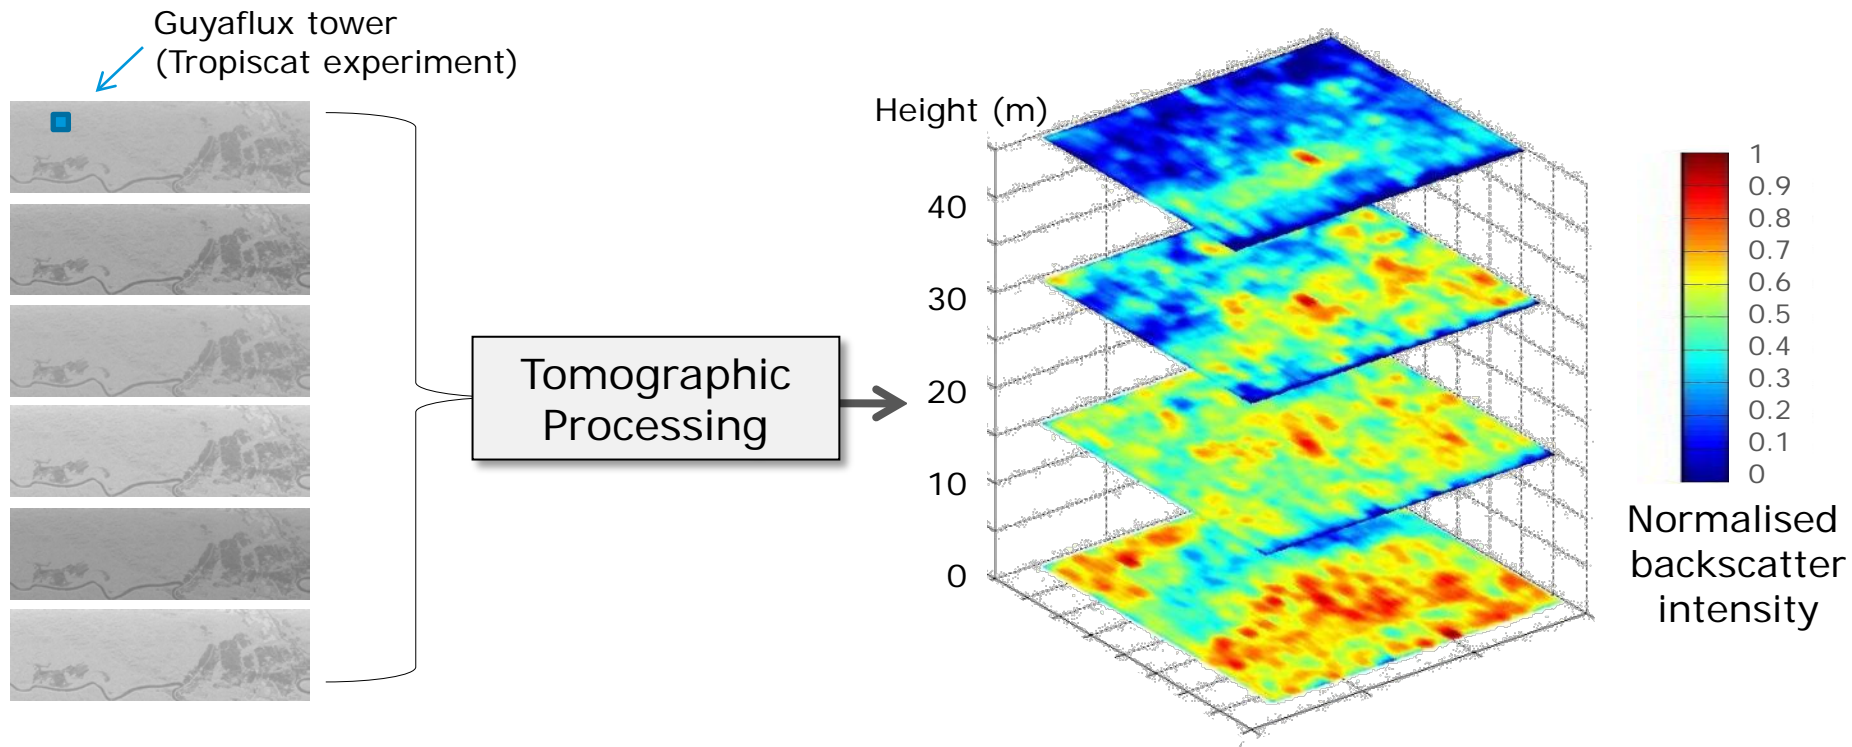 Guyaflux tower
(Tropiscat experiment)
Tomographic
Processing
Height (m)
40
30
20
10
0
1
0.9
0.8
0.7
0.6
0.5
0.4
0.3
0.2
0.1
0
Normalised
backscatter
intensity